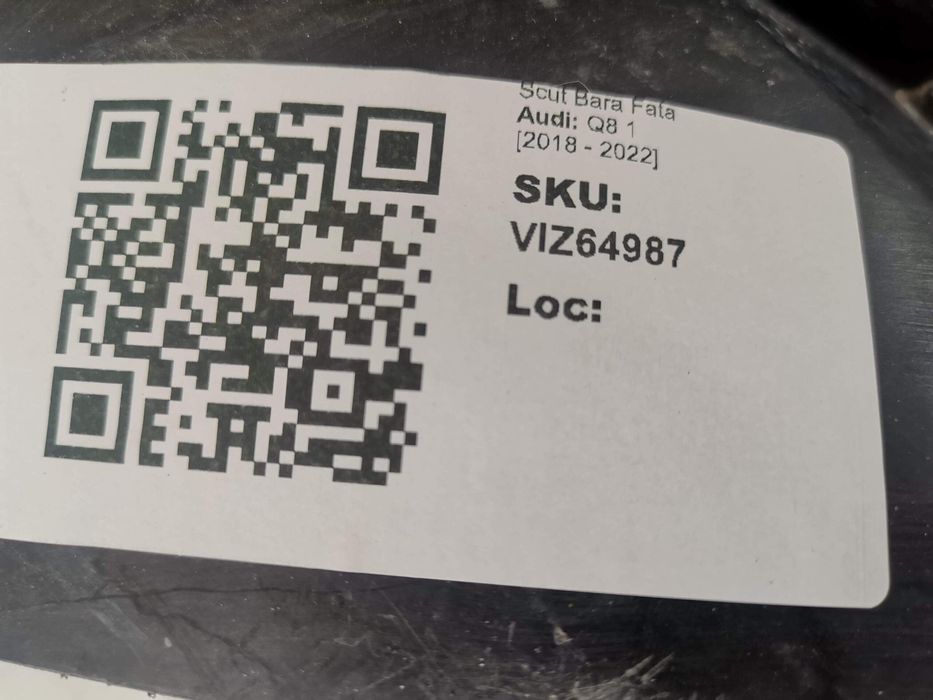 Scut Bara Fata
Audi: Q8 1
[2018 - 2022]
SKU:
VIZ64987
Loc: